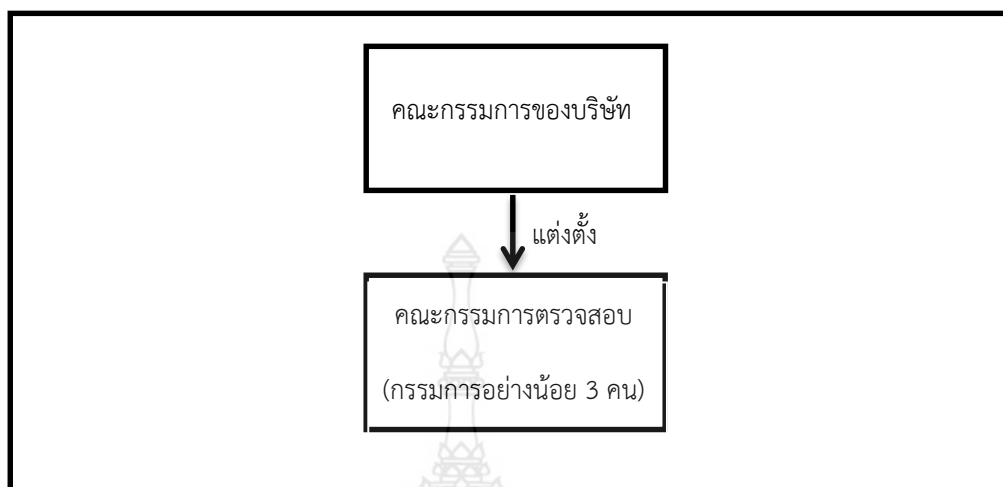 คณะกรรมการของบริษัท
แต่งตั้ง
คณะกรรมการตรวจสอบ
(กรรมการอย่างน้อย 3 คน)